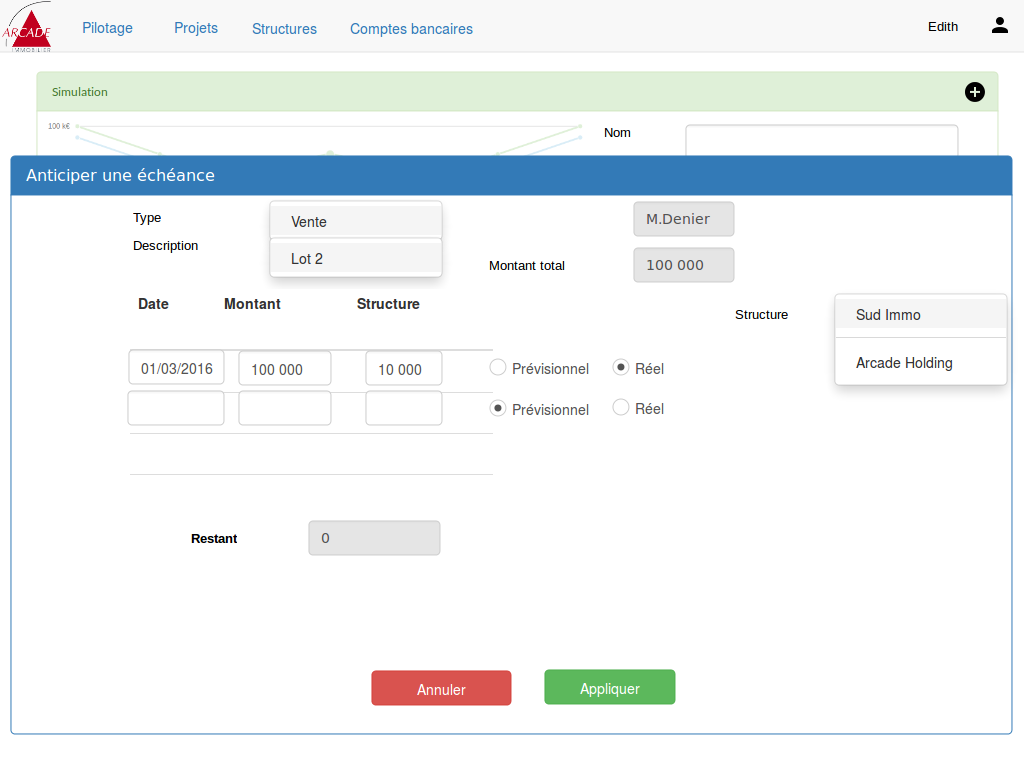 ARCADE
IMMOBILIER
Pilotage Projets Structures Comptes bancaires Edith
Simulation
100 k€
Nom
Anticiper une échéance
Type Vente M.Denier
Description Lot 2
Montant total 100 000
Date Montant Structure
Structure Sud Immo
Arcade Holding
01/03/2016 100 000 10 000 Prévisionnel Réel
Prévisionnel Réel
Restant 0
Annuler Appliquer